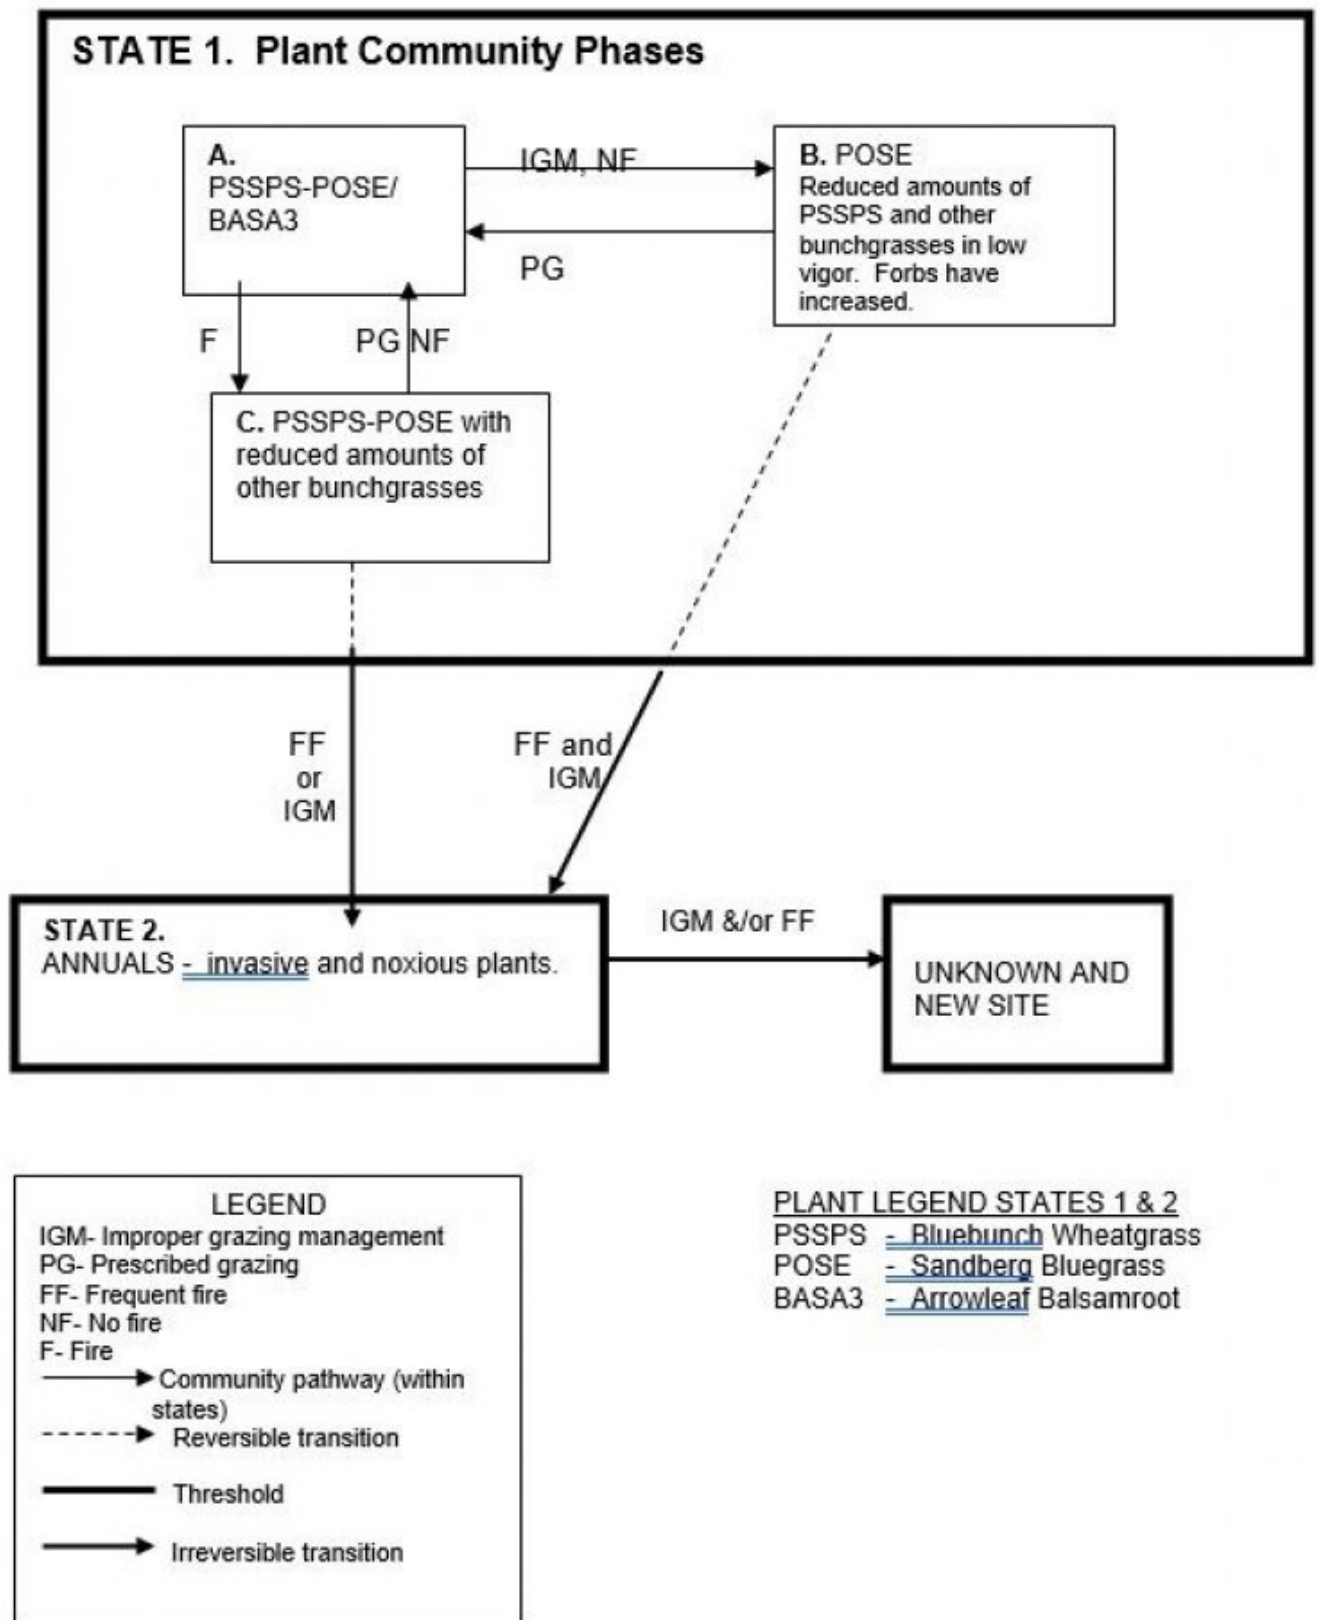 STATE 1. Plant Community Phases
A.
PSSPS-POSE/
BASA3
IGM, NF
PG
B. POSE
Reduced amounts of
PSSPS and other
bunchgrasses in low
vigor. Forbs have
increased.
F
PG NF
C. PSSPS-POSE with
reduced amounts of
other bunchgrasses
FF
or
IGM
FF and
IGM
STATE 2.
ANNUALS - invasive and noxious plants.
IGM &/or FF
UNKNOWN AND
NEW SITE
LEGEND
IGM- Improper grazing management
PG- Prescribed grazing
FF- Frequent fire
NF- No fire
F- Fire
Community pathway (within
states)
Reversible transition
Threshold
Irreversible transition
PLANT LEGEND STATES 1 & 2
PSSPS - Bluebunch Wheatgrass
POSE - Sandberg Bluegrass
BASA3 - Arrowleaf Balsamroot